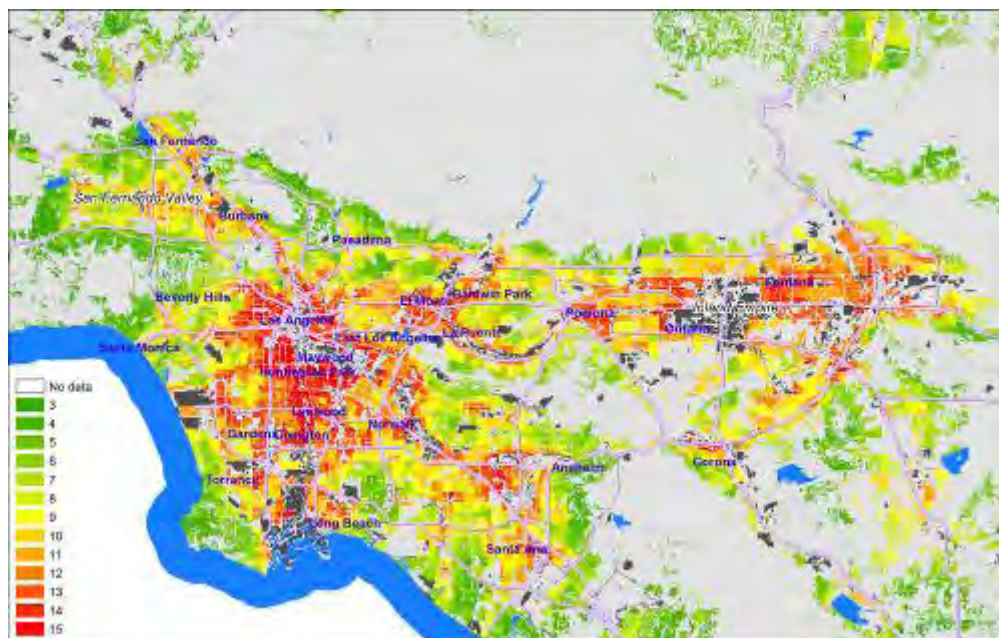 San Fernando
San Fernando Valley
Burbank
Pasadena
Beverly Hills
El Monte
Baldwin Park
Fontana
Los Angeles
Pomona
Ontario
East Los Angeles
La Puente
Santa Monica
Maywood
Huntington Park
No data
3
4
5
6
7
8
9
10
11
12
13
14
15
Lynwood
Gardena
Compton
Norwalk
Anaheim
Corona
Torrance
Long Beach
Santa Ana